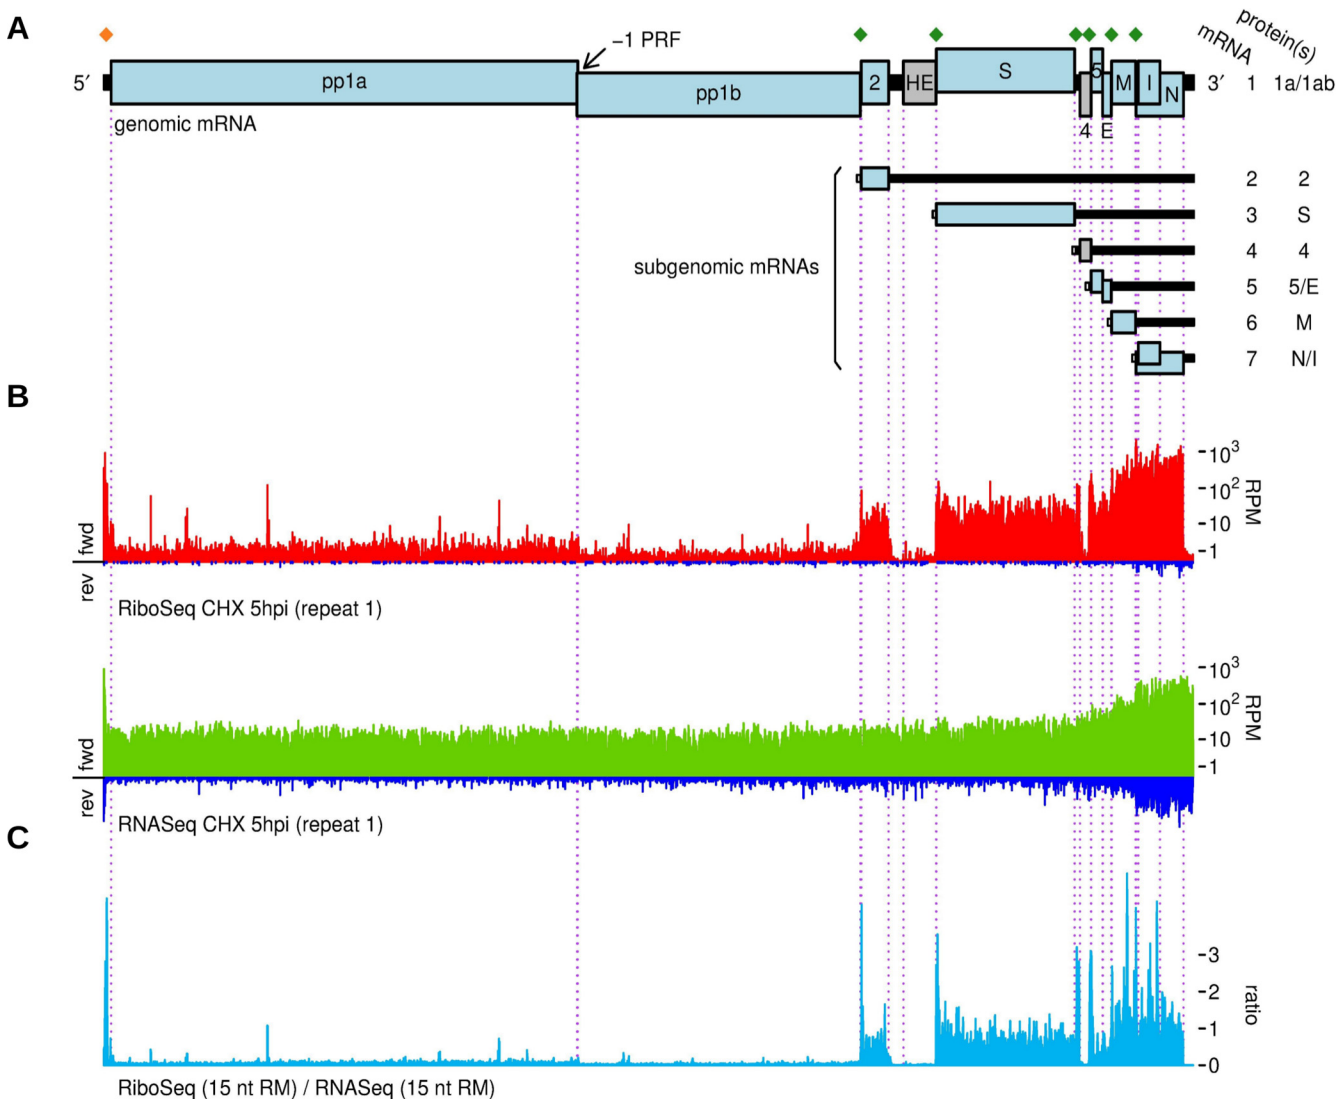 A
5′
pp1a
−1 PRF
pp1b
2
HE
S
4
5
E
M
I
N
3′
mRNA
protein(s)
1
1a/1ab
genomic mRNA
subgenomic mRNAs
2 2
3 S
4 4
5 5/E
6 M
7 N/I
B
10³
10²
10
1
RPM
fwd
rev
RiboSeq CHX 5hpi (repeat 1)
10³
10²
10
1
RPM
fwd
rev
RNASeq CHX 5hpi (repeat 1)
C
3
2
1
0
ratio
RiboSeq (15 nt RM) / RNASeq (15 nt RM)